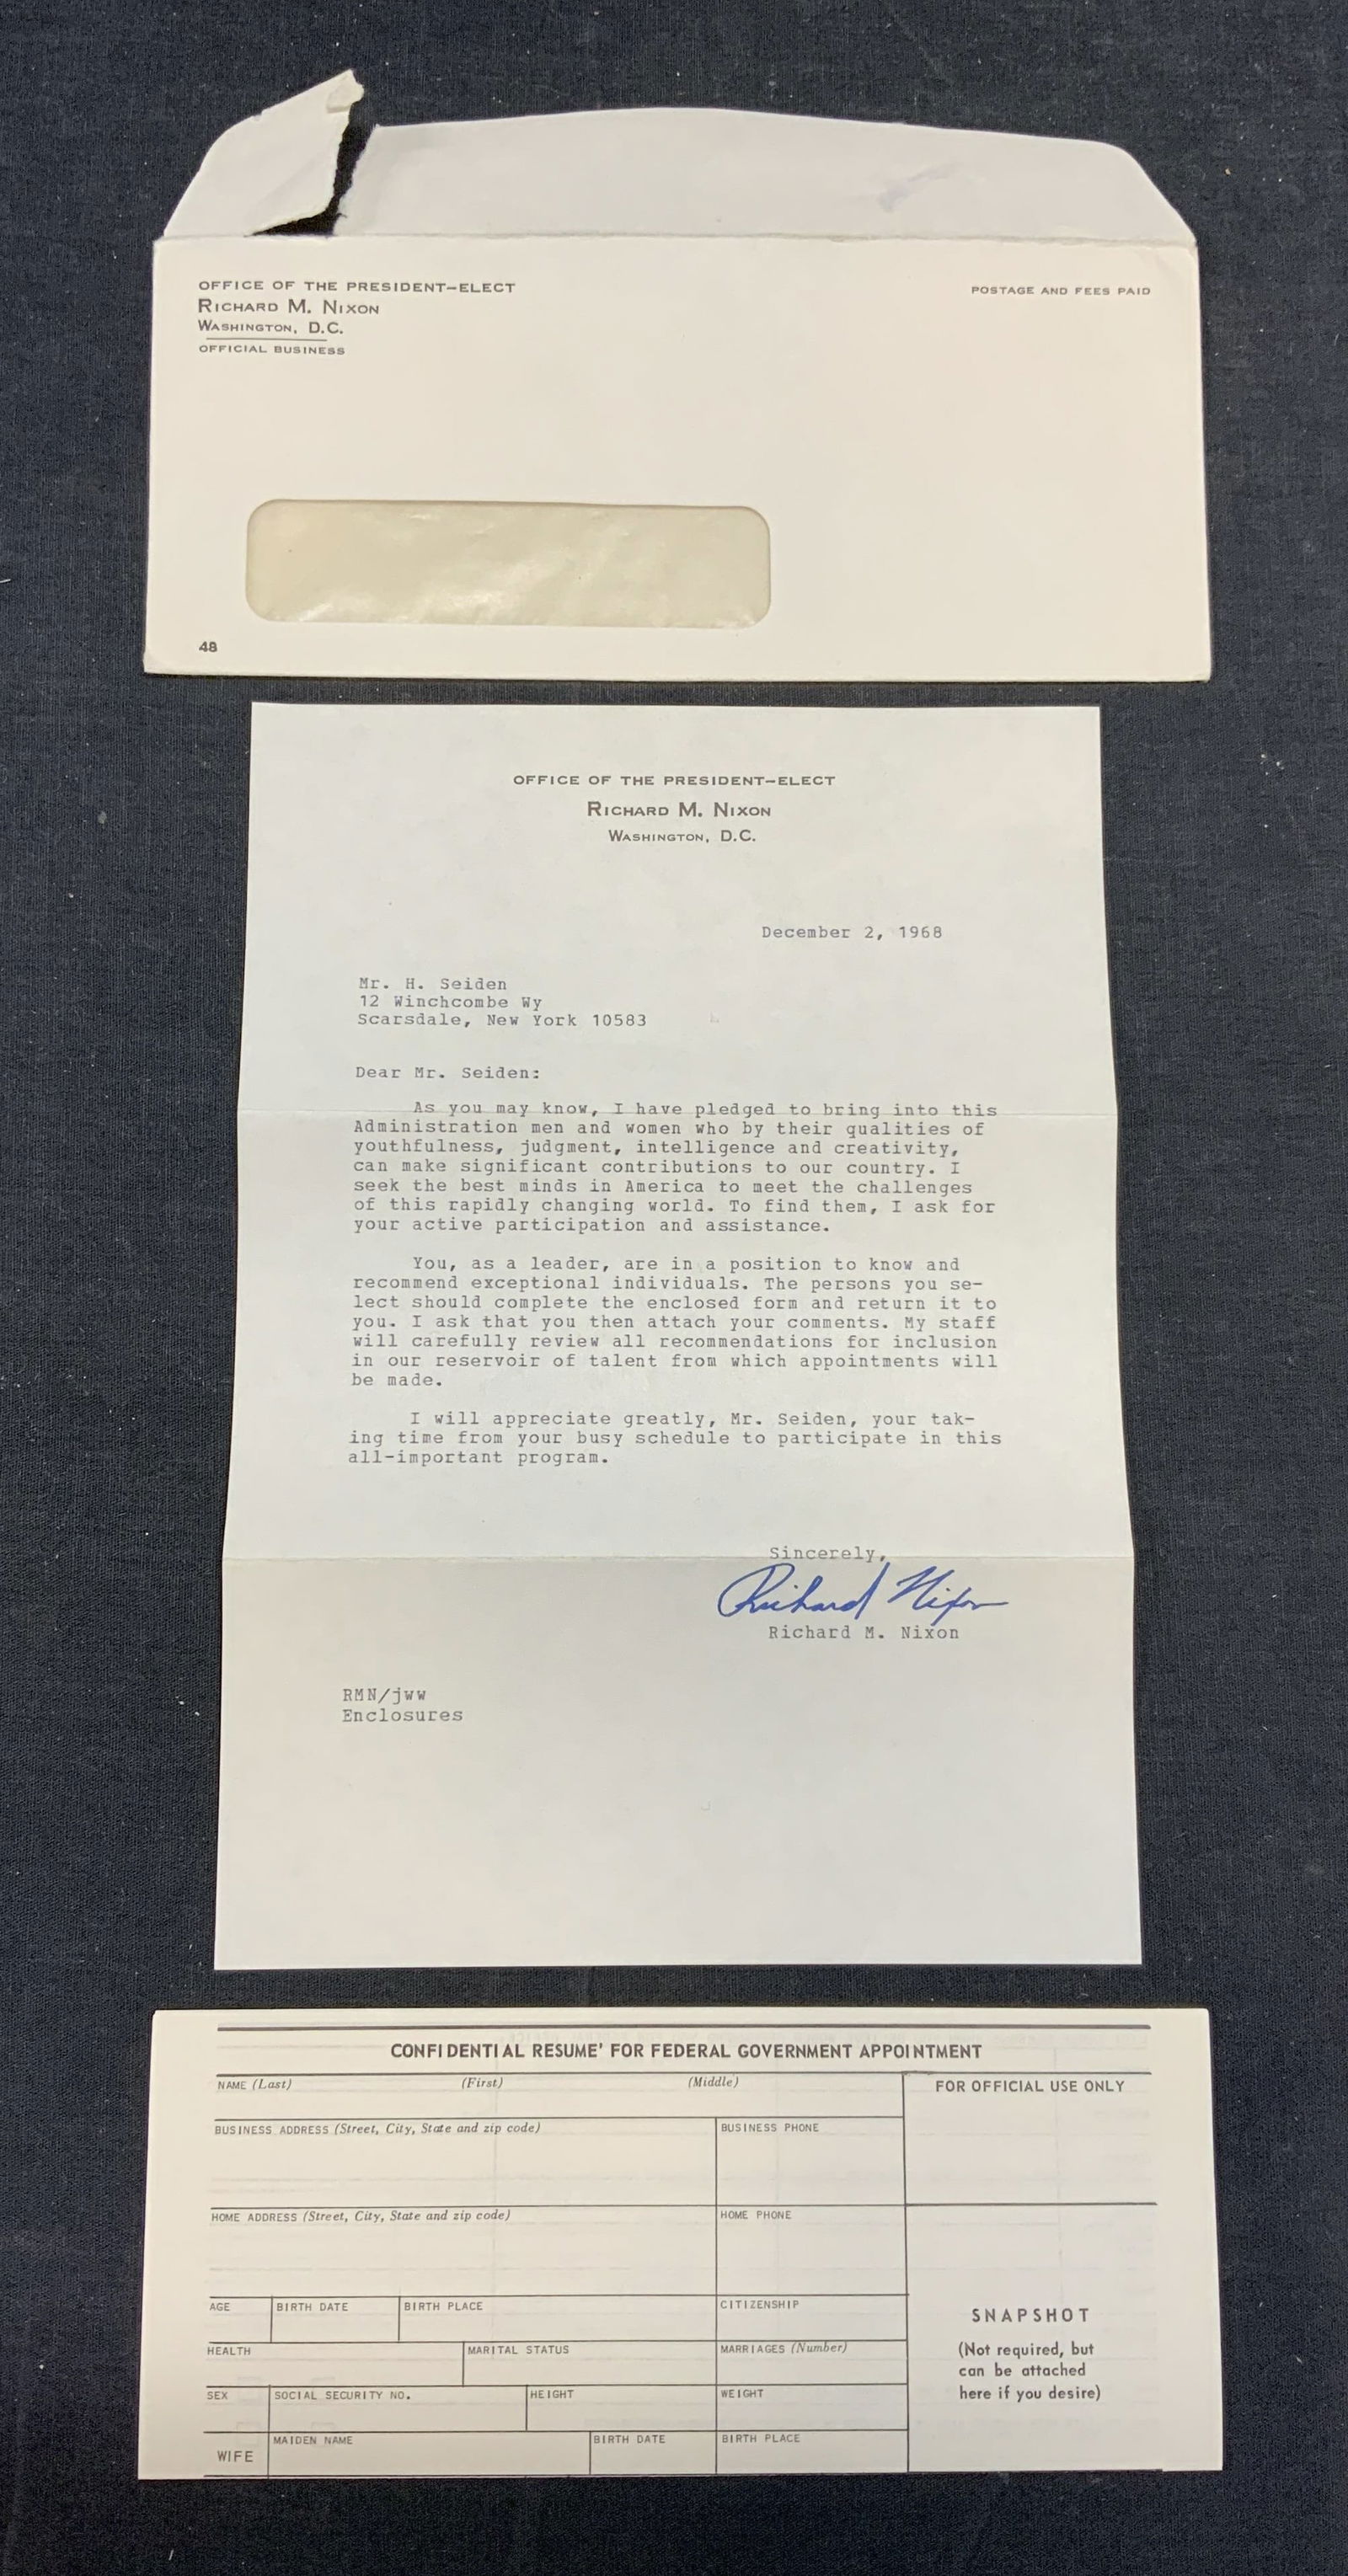 OFFICE OF THE PRESIDENT-ELECT
RICHARD M. NIXON
WASHINGTON, D.C.
OFFICIAL BUSINESS
POSTAGE AND FEES PAID
48
OFFICE OF THE PRESIDENT-ELECT
RICHARD M. NIXON
WASHINGTON, D.C.
December 2, 1968
Mr. H. Seiden
12 Winchcombe Wy
Scarsdale, New York 10583
Dear Mr. Seiden:
As you may know, I have pledged to bring into this
Administration men and women who by their qualities of
youthfulness, judgment, intelligence and creativity,
can make significant contributions to our country. I
seek the best minds in America to meet the challenges
of this rapidly changing world. To find them, I ask for
your active participation and assistance.
You, as a leader, are in a position to know and
recommend exceptional individuals. The persons you se-
lect should complete the enclosed form and return it to
you. I ask that you then attach your comments. My staff
will carefully review all recommendations for inclusion
in our reservoir of talent from which appointments will
be made.
I will appreciate greatly, Mr. Seiden, your tak-
ing time from your busy schedule to participate in this
all-important program.
Sincerely,
Richard Nixon
Richard M. Nixon
RMN/jww
Enclosures
CONFIDENTIAL RESUME' FOR FEDERAL GOVERNMENT APPOINTMENT
NAME (Last) (First) (Middle)
FOR OFFICIAL USE ONLY
BUSINESS ADDRESS (Street, City, State and zip code) BUSINESS PHONE
HOME ADDRESS (Street, City, State and zip code) HOME PHONE
AGE BIRTH DATE BIRTH PLACE CITIZENSHIP
HEALTH MARITAL STATUS MARRIAGES (Number)
SEX SOCIAL SECURITY NO. HEIGHT WEIGHT
WIFE MAIDEN NAME BIRTH DATE BIRTH PLACE
SNAPSHOT
(Not required, but
can be attached
here if you desire)